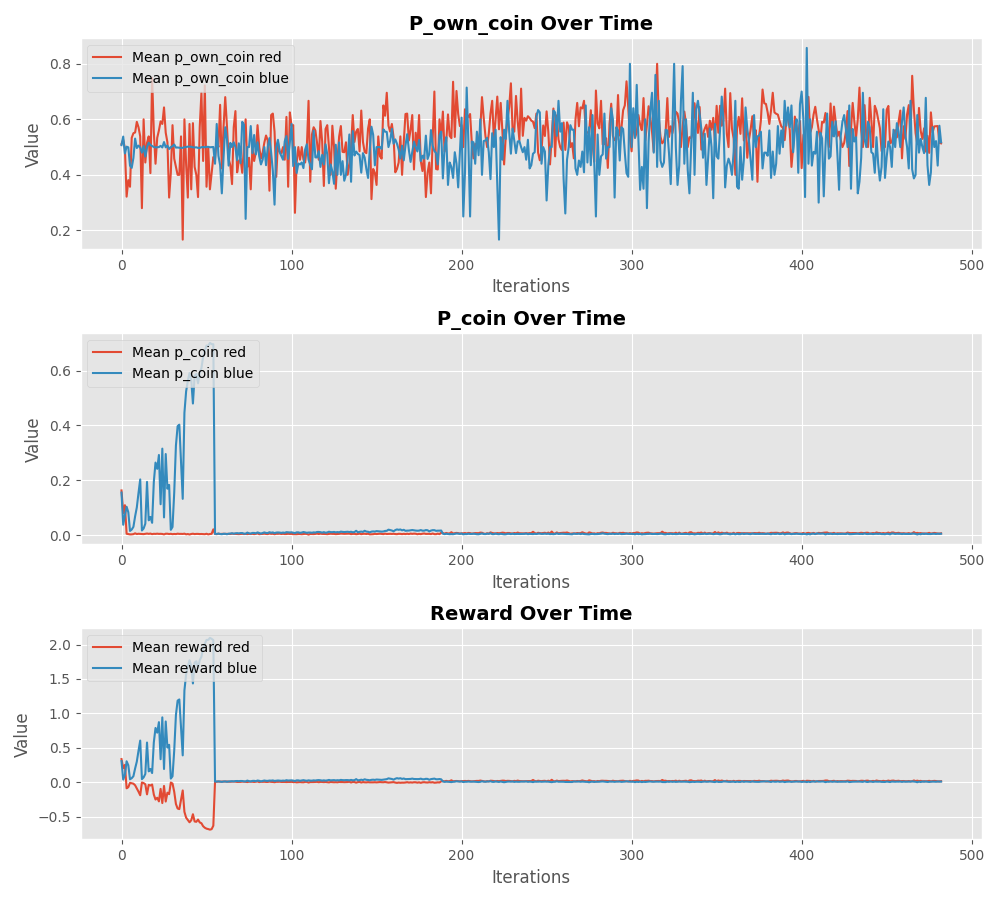 P_own_coin Over Time
Mean p_own_coin red
Mean p_own_coin blue
Value
0.8
0.6
0.4
0.2
0
100
200
300
400
500
Iterations
P_coin Over Time
Mean p_coin red
Mean p_coin blue
Value
0.6
0.4
0.2
0.0
0
100
200
300
400
500
Iterations
Reward Over Time
Mean reward red
Mean reward blue
Value
2.0
1.5
1.0
0.5
0.0
−0.5
0
100
200
300
400
500
Iterations